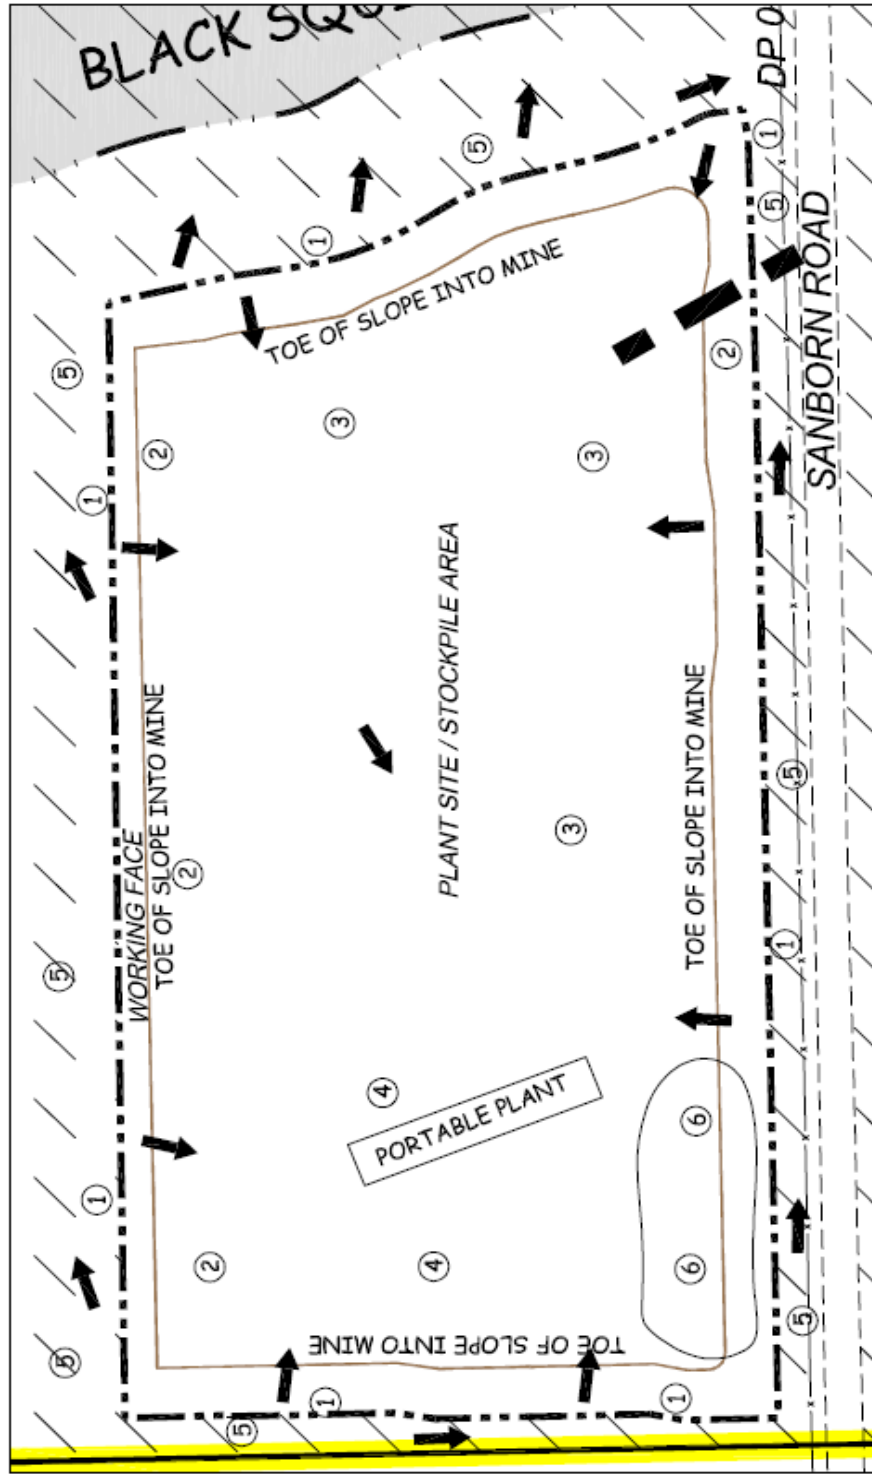 BLACK SQU
DP 0
5
1
1
5
5
TOE OF SLOPE INTO MINE
SANBORN ROAD
2
5
3
2
3
1
PLANT SITE / STOCKPILE AREA
TOE OF SLOPE INTO MINE
WORKING FACE
TOE OF SLOPE INTO MINE
5
3
2
1
5
4
PORTABLE PLANT
6
1
2
4
6
5
5
TOE OF SLOPE INTO MINE
1
1
5